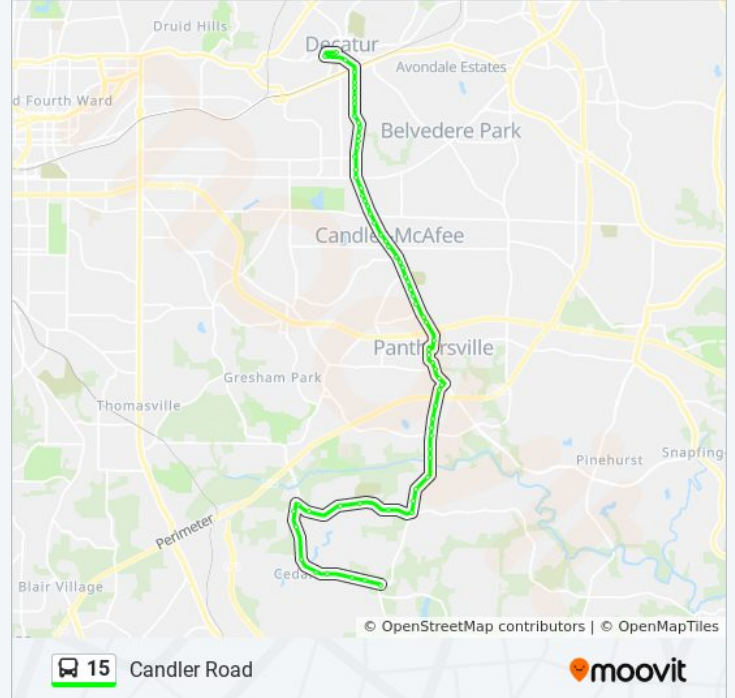 Druid Hills
Decatur
Avondale Estates
d Fourth Ward
Belvedere Park
Candler-McAfee
Panthersville
Gresham Park
Thomasville
Pinehurst
Snapfing
Perimeter
Ceda
Blair Village
© OpenStreetMap contributors | © OpenMapTiles
15 Candler Road
moovit